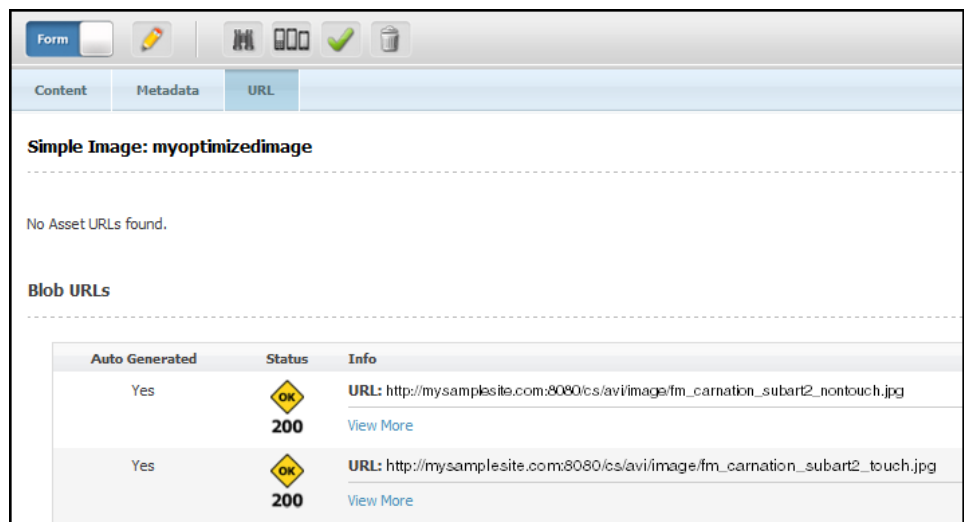 Form
Content Metadata URL
Simple Image: myoptimizedimage
No Asset URLs found.
Blob URLs
Auto Generated Status Info
Yes OK URL: http://mysamplesite.com:8080/cs/avi/image/fm_carnation_subart2_nontouch.jpg
200 View More
Yes OK URL: http://mysamplesite.com:8080/cs/avi/image/fm_carnation_subart2_touch.jpg
200 View More